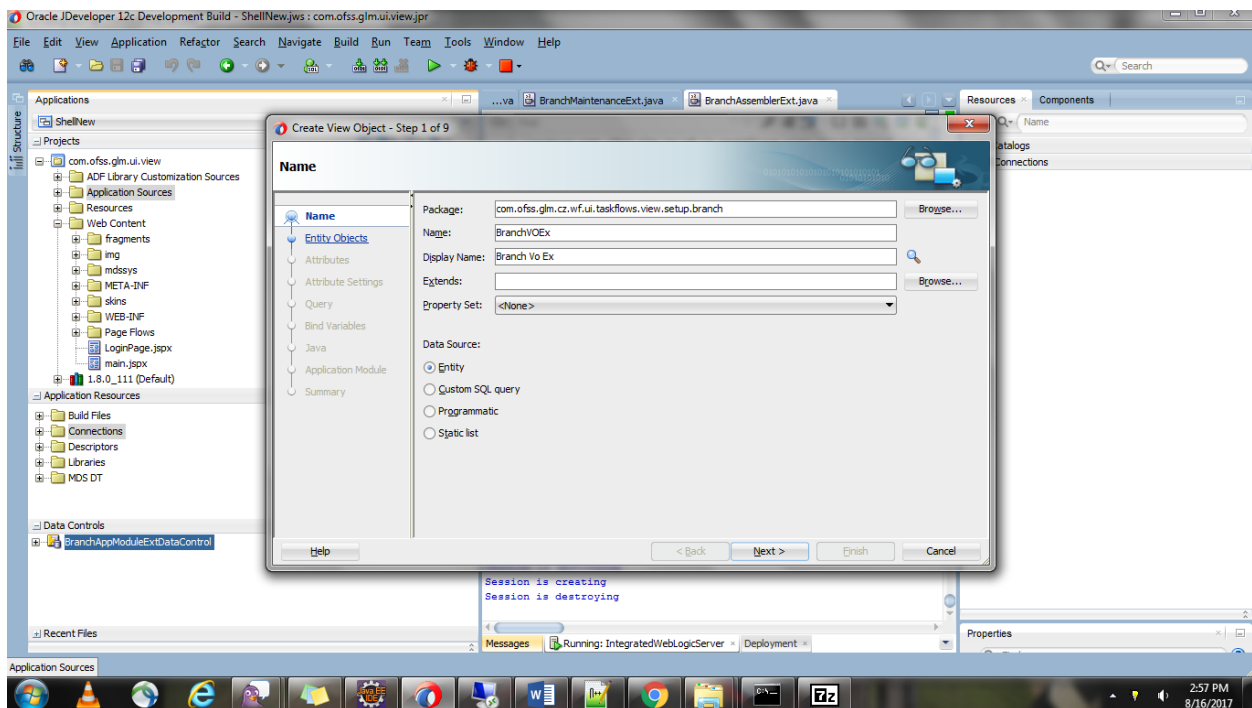 Oracle JDeveloper 12c Development Build - ShellNew.jws : com.ofss.glm.ui.view.jpr
File Edit View Application Refactor Search Navigate Build Run Team Tools Window Help
Search
Applications
...va BranchMaintenanceExt.java BranchAssemblerExt.java
Resources Components
ShellNew
Name
Structure
Projects
com.ofss.glm.ui.view
ADF Library Customization Sources
Application Sources
Resources
Web Content
fragments
img
mdssys
META-INF
skins
WEB-INF
Page Flows
LoginPage.jspx
main.jspx
1.8.0_111 (Default)
Application Resources
Build Files
Connections
Descriptors
Libraries
MDS DT
Data Controls
BranchAppModuleExtDataControl
Recent Files
Application Sources
Create View Object - Step 1 of 9
Name
Name
Entity Objects
Attributes
Attribute Settings
Query
Bind Variables
Java
Application Module
Summary
Package: com.ofss.glm.cz.wf.ui.taskflows.view.setup.branch Browse...
Name: BranchVOEx
Display Name: Branch Vo Ex
Extends: Browse...
Property Set: <None>
Data Source:
Entity
Custom SQL query
Programmatic
Static list
Help < Back Next > Finish Cancel
Session is creating
Session is destroying
Messages Running: IntegratedWebLogicServer Deployment
atalogs
Connections
Properties
2:57 PM
8/16/2017